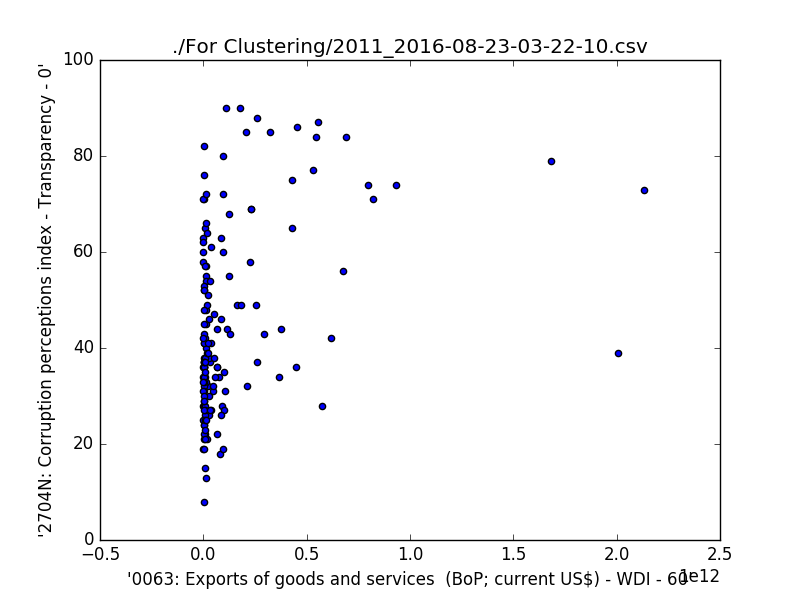 ./For Clustering/2011_2016-08-23-03-22-10.csv
100
80
60
40
20
0
'2704N: Corruption perceptions index - Transparency - 0'
−0.5 0.0 0.5 1.0 1.5 2.0 2.5
1e12
'0063: Exports of goods and services (BoP; current US$) - WDI - 60'